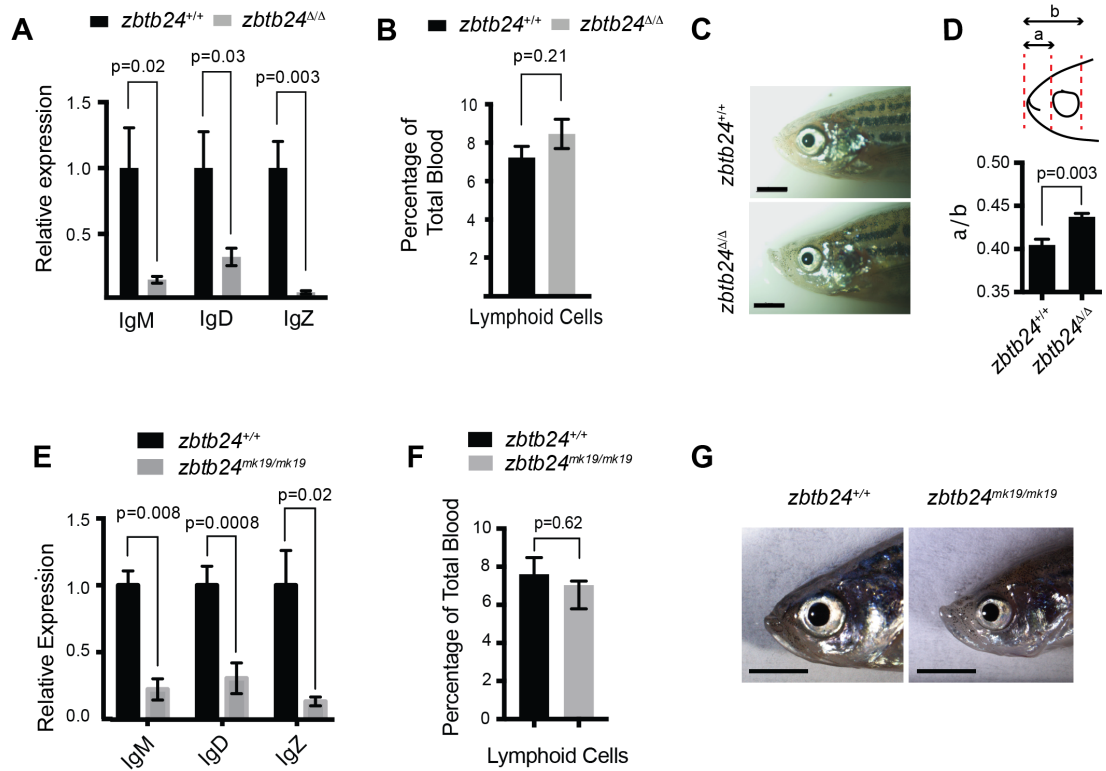 A
zbtb24+/+ zbtb24Δ/Δ
p=0.02
p=0.03
p=0.003
Relative expression
1.5
1.0
0.5
IgM IgD IgZ
B
zbtb24+/+ zbtb24Δ/Δ
p=0.21
Percentage of
Total Blood
10
8
6
4
2
Lymphoid Cells
C
zbtb24+/+
zbtb24Δ/Δ
D
b
a
p=0.003
a/b
0.50
0.45
0.40
0.35
zbtb24+/+
zbtb24Δ/Δ
E
zbtb24+/+
zbtb24mk19/mk19
p=0.008
p=0.0008
p=0.02
Relative Expression
1.5
1.0
0.5
0.0
IgM IgD IgZ
F
zbtb24+/+
zbtb24mk19/mk19
p=0.62
Percentage of Total Blood
10
8
6
4
2
0
Lymphoid Cells
G
zbtb24+/+ zbtb24mk19/mk19